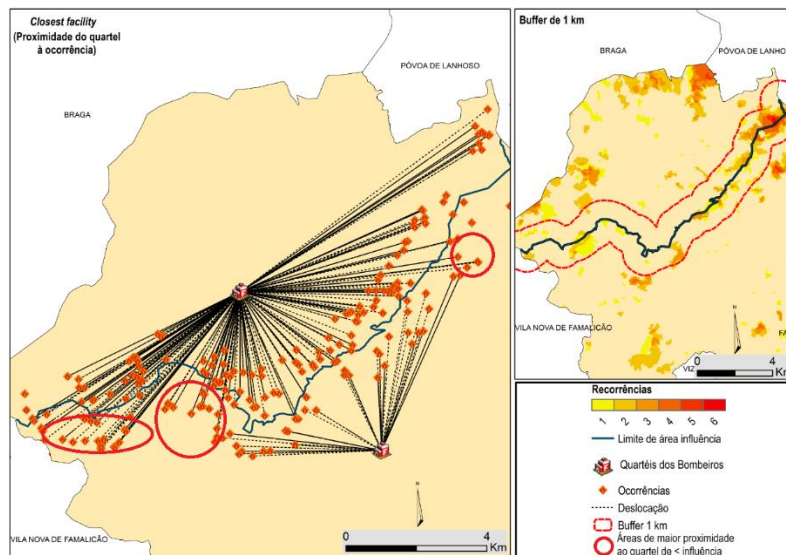 Closest facility
(Proximidade do quartel
à ocorrência)
PÓVOA DE LANHOSO
BRAGA
VILA NOVA DE FAMALICÃO
N
0 4
Km
Buffer de 1 km
BRAGA
PÓVOA DE LANHO
VILA NOVA DE FAMALICÃO
VIZ
FA
N
0 4
Km
Recorrências
1 2 3 4 5 6
Limite de área influência
Quartéis dos Bombeiros
Ocorrências
Deslocação
Buffer 1 km
Áreas de maior proximidade
ao quartel de < influência